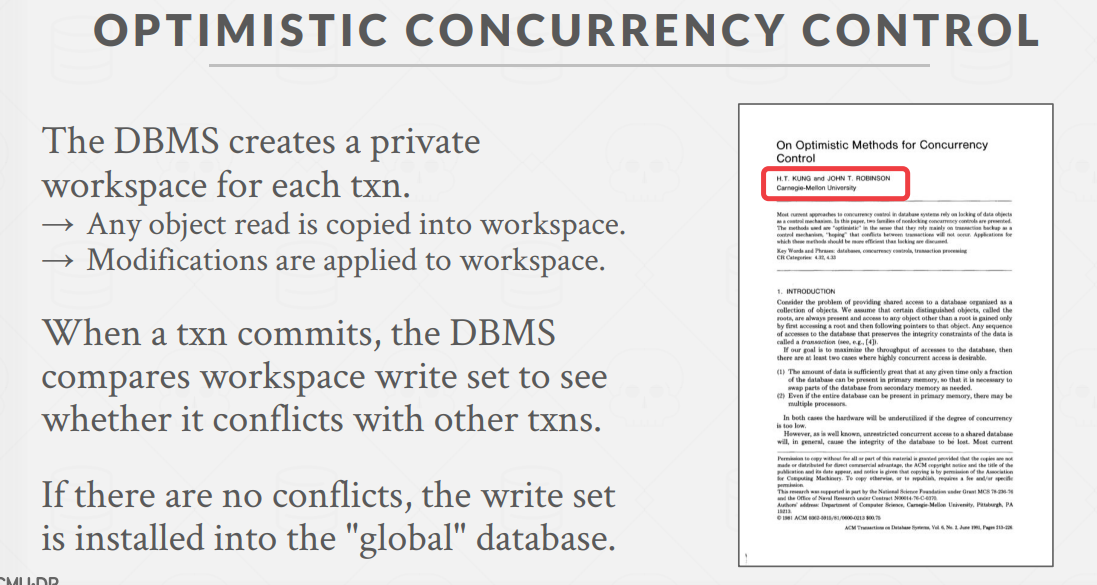 OPTIMISTIC CONCURRENCY CONTROL
The DBMS creates a private
workspace for each txn.
→ Any object read is copied into workspace.
→ Modifications are applied to workspace.
When a txn commits, the DBMS
compares workspace write set to see
whether it conflicts with other txns.
If there are no conflicts, the write set
is installed into the "global" database.
On Optimistic Methods for Concurrency
Control
H.T. KUNG and JOHN T. ROBINSON
Carnegie-Mellon University
Most current approaches to concurrency control in database systems rely on locking of data objects
as a control mechanism. In this paper, two families of nonlocking concurrency controls are presented.
The methods used are "optimistic" in the sense that they rely mainly on transaction backup as a
control mechanism, "hoping" that conflicts between transactions will not occur. Applications for
which these methods should be more efficient than locking are discussed.
Key Words and Phrases: databases, concurrency controls, transaction processing
CR Categories: 4.32, 4.33
1. INTRODUCTION
Consider the problem of providing shared access to a database organized as a
collection of objects. We assume that certain distinguished objects, called the
roots, are always present and access to any object other than a root is gained only
by first accessing a root and then following pointers to that object. Any sequence
of accesses to the database that preserves the integrity constraints of the data is
called a transaction (see, e.g., [4]).
If our goal is to maximize the throughput of accesses to the database, then
there are at least two cases where highly concurrent access is desirable.
(1) The amount of data is sufficiently great that at any given time only a fraction
of the database can be present in primary memory, so that it is necessary to
swap parts of the database from secondary memory as needed.
(2) Even if the entire database can be present in primary memory, there may be
multiple processors.
In both cases the hardware will be underutilized if the degree of concurrency
is too low.
However, as is well known, unrestricted concurrent access to a shared database
will, in general, cause the integrity of the database to be lost. Most current
Permission to copy without fee all or part of this material is granted provided that the copies are not
made or distributed for direct commercial advantage, the ACM copyright notice and the title of the
publication and its date appear, and notice is given that copying is by permission of the Association
for Computing Machinery. To copy otherwise, or to republish, requires a fee and/or specific
permission.
This research was supported in part by the National Science Foundation under Grant MCS 78-236-76
and the Office of Naval Research under Contract
Authors' address: Department of Computer Science, Carnegie-Mellon University, Pittsburgh, PA
15213.
© 1981 ACM
ACM Transactions on Database Systems, Vol. 6, No. 2, June 1981, Pages 213-226